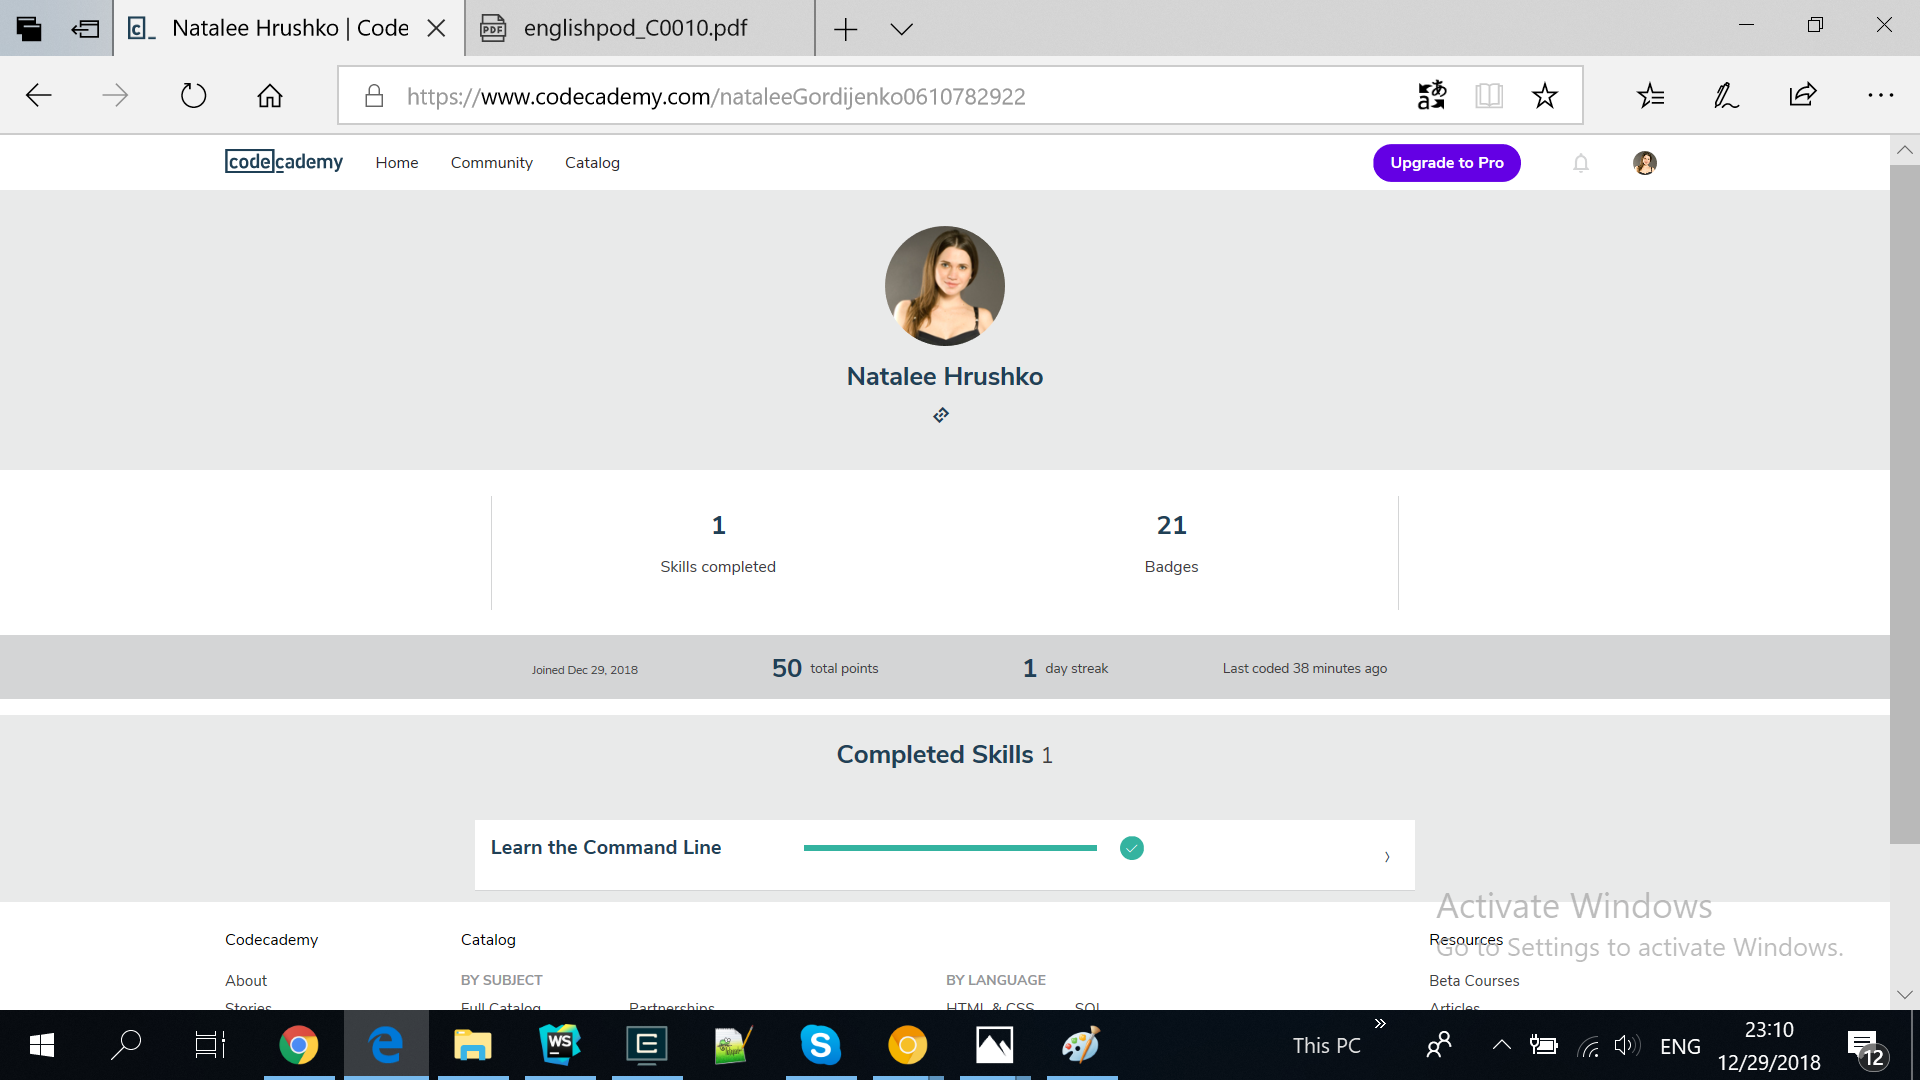 Natalee Hrushko | Code
englishpod_C0010.pdf
https://www.codecademy.com/nataleeGordijenko0610782922
codecademy
Home
Community
Catalog
Upgrade to Pro
Natalee Hrushko
1
Skills completed
21
Badges
Joined Dec 29, 2018
50 total points
1 day streak
Last coded 38 minutes ago
Completed Skills 1
Learn the Command Line
Activate Windows
Go to Settings to activate Windows.
Codecademy
Catalog
Resources
About
BY SUBJECT
BY LANGUAGE
Beta Courses
Stories
Full Catalog
Partnerships
HTML & CSS
SQL
Articles
This PC
ENG
23:10
12/29/2018
12